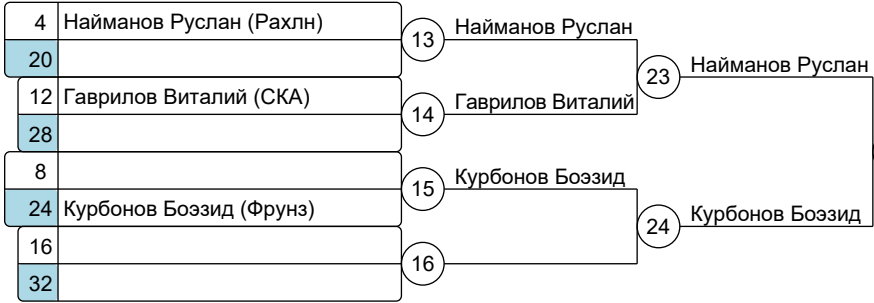 4 Найманов Руслан (Рахлн)
20
13 Найманов Руслан
23 Найманов Руслан
12 Гаврилов Виталий (СКА)
28
14 Гаврилов Виталий
8
24 Курбонов Боэзид (Фрунз)
15 Курбонов Боэзид
24 Курбонов Боэзид
16
32
16